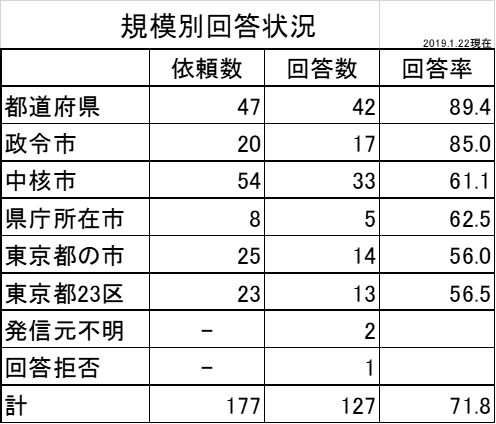 規模別回答状況
2019.1.22現在
依頼数 回答数 回答率
都道府県 47 42 89.4
政令市 20 17 85.0
中核市 54 33 61.1
県庁所在市 8 5 62.5
東京都の市 25 14 56.0
東京都23区 23 13 56.5
発信元不明 − 2
回答拒否 − 1
計 177 127 71.8